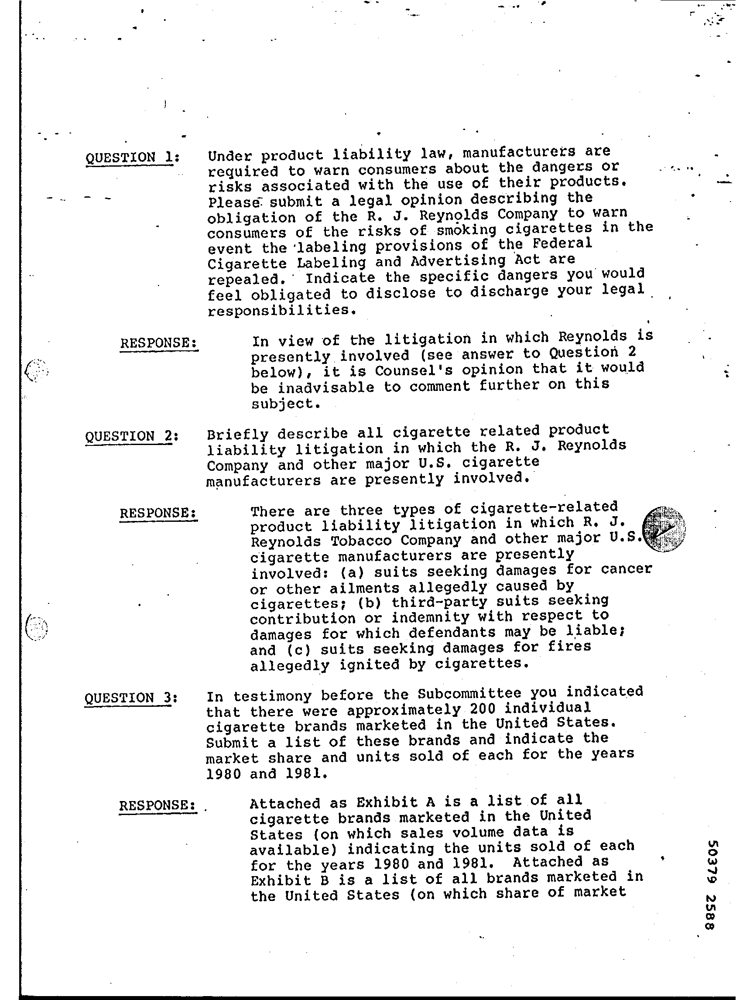 QUESTION 1: Under product liability law, manufacturers are
required to warn consumers about the dangers or
risks associated with the use of their products.
Please submit a legal opinion describing the
obligation of the R. J. Reynolds Company to warn
consumers of the risks of smoking cigarettes in the
event the labeling provisions of the Federal
Cigarette Labeling and Advertising Act are
repealed. Indicate the specific dangers you would
feel obligated to disclose to discharge your legal
responsibilities.
RESPONSE: In view of the litigation in which Reynolds is
presently involved (see answer to Question 2
below), it is Counsel's opinion that it would
be inadvisable to comment further on this
subject.
QUESTION 2: Briefly describe all cigarette related product
liability litigation in which the R. J. Reynolds
Company and other major U.S. cigarette
manufacturers are presently involved.
RESPONSE: There are three types of cigarette-related
product liability litigation in which R. J.
Reynolds Tobacco Company and other major U.S.
cigarette manufacturers are presently
involved: (a) suits seeking damages for cancer
or other ailments allegedly caused by
cigarettes; (b) third-party suits seeking
contribution or indemnity with respect to
damages for which defendants may be liable;
and (c) suits seeking damages for fires
allegedly ignited by cigarettes.
QUESTION 3: In testimony before the Subcommittee you indicated
that there were approximately 200 individual
cigarette brands marketed in the United States.
Submit a list of these brands and indicate the
market share and units sold of each for the years
1980 and 1981.
RESPONSE: Attached as Exhibit A is a list of all
cigarette brands marketed in the United
States (on which sales volume data is
available) indicating the units sold of each
for the years 1980 and 1981. Attached as
Exhibit B is a list of all brands marketed in
the United States (on which share of market
50379 2588